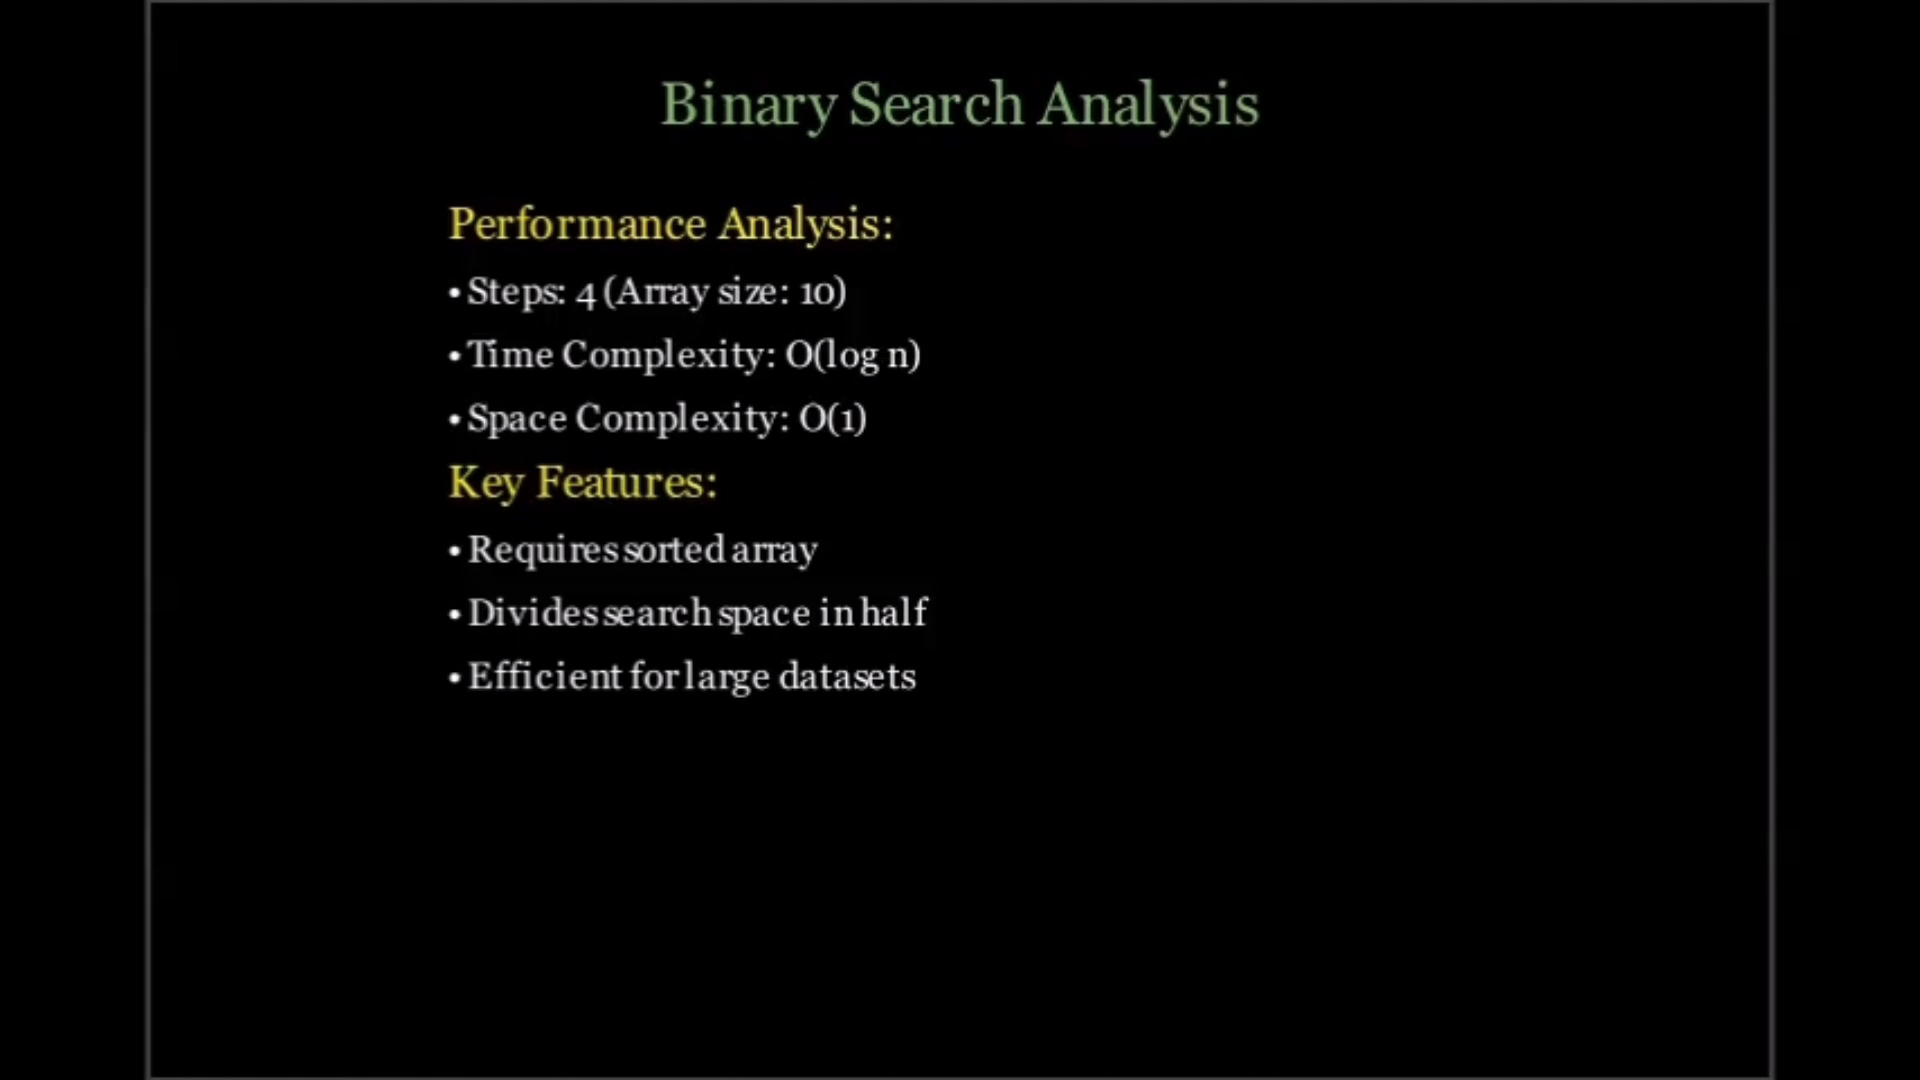 Binary Search Analysis
Performance Analysis:
• Steps: 4 (Array size: 10)
• Time Complexity: O(log n)
• Space Complexity: O(1)
Key Features:
• Requires sorted array
• Divides search space in half
• Efficient for large datasets